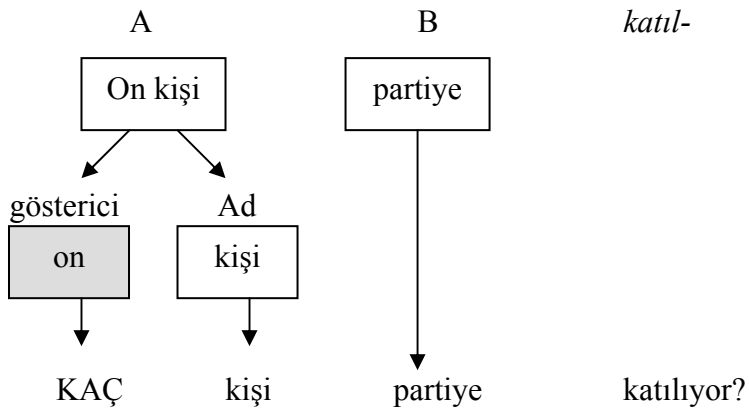 A B katıl-
On kişi partiye
gösterici Ad
on kişi
KAÇ kişi partiye katılıyor?